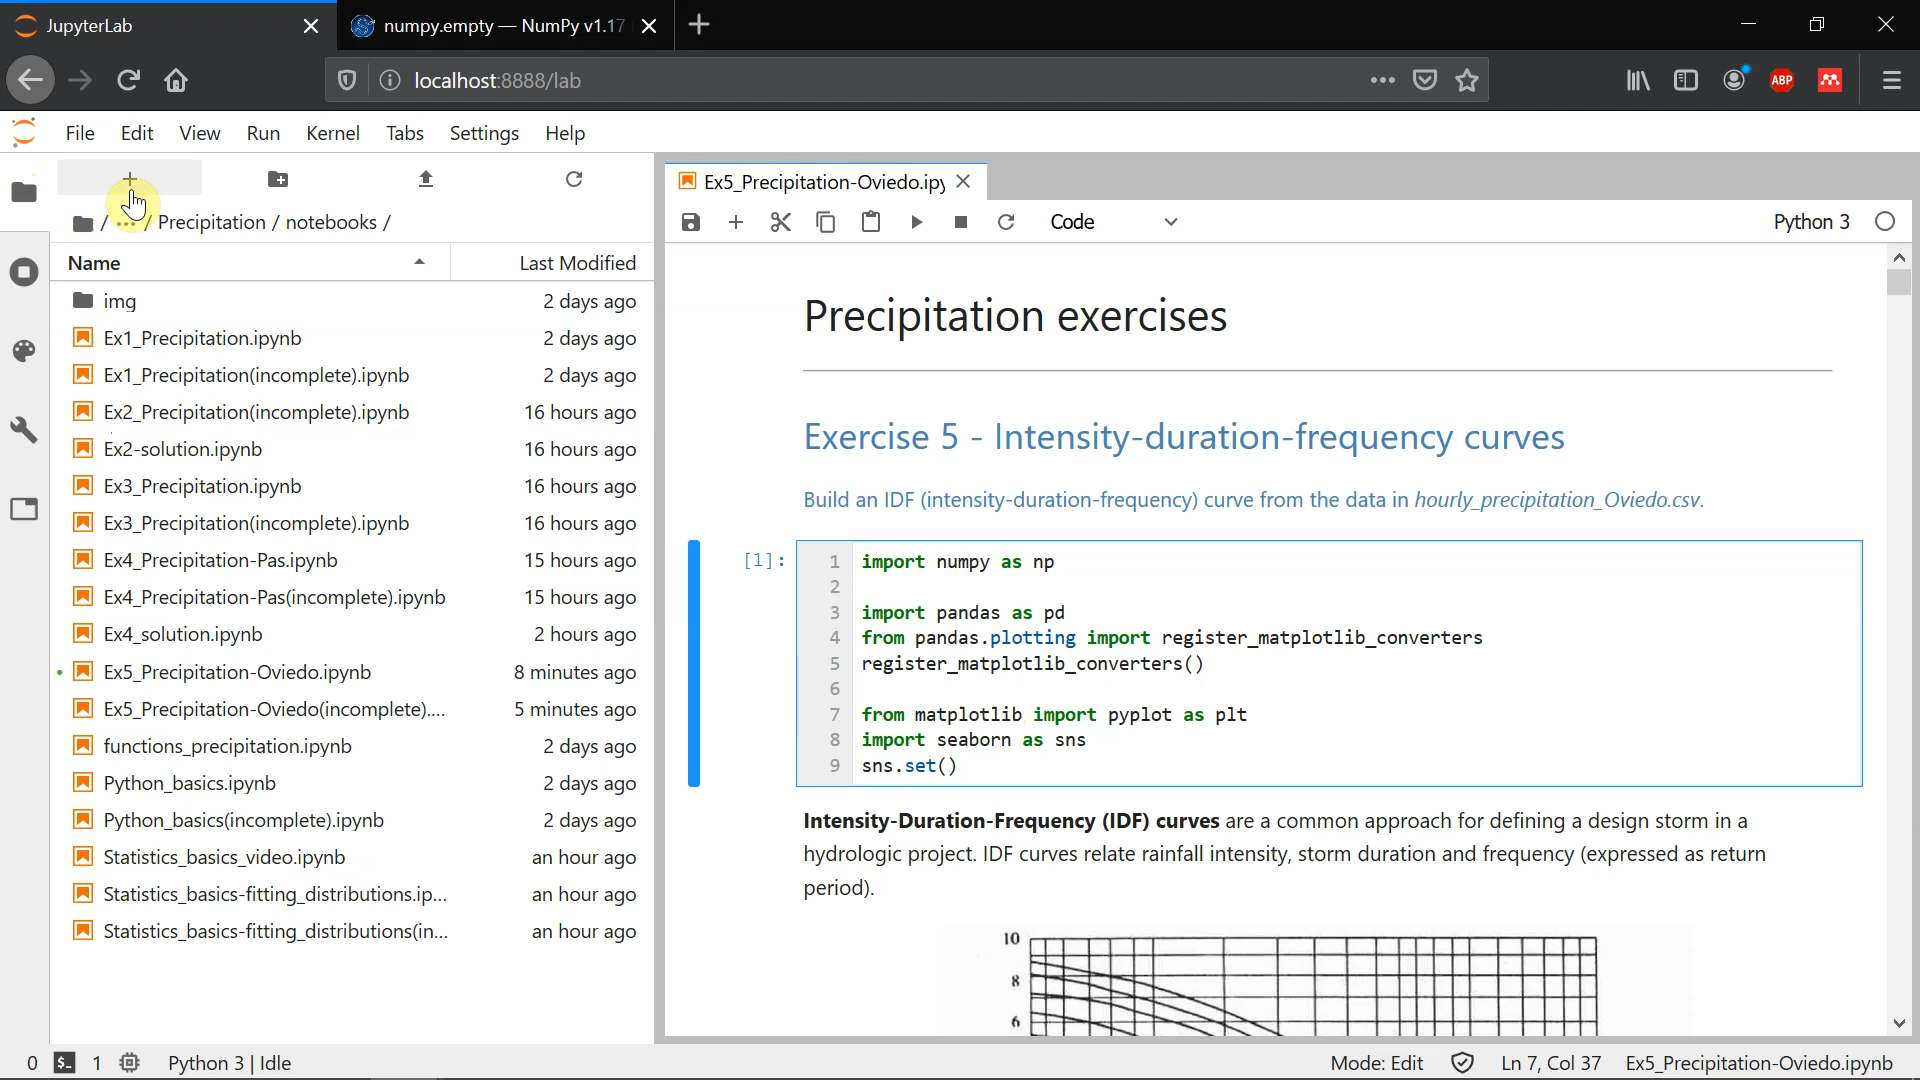 JupyterLab
numpy.empty — NumPy v1.17
localhost:8888/lab
ABP
File Edit View Run Kernel Tabs Settings Help
/ ··· / Precipitation / notebooks /
Name Last Modified
img 2 days ago
Ex1_Precipitation.ipynb 2 days ago
Ex1_Precipitation(incomplete).ipynb 2 days ago
Ex2_Precipitation(incomplete).ipynb 16 hours ago
Ex2-solution.ipynb 16 hours ago
Ex3_Precipitation.ipynb 16 hours ago
Ex3_Precipitation(incomplete).ipynb 16 hours ago
Ex4_Precipitation-Pas.ipynb 15 hours ago
Ex4_Precipitation-Pas(incomplete).ipynb 15 hours ago
Ex4_solution.ipynb 2 hours ago
Ex5_Precipitation-Oviedo.ipynb 8 minutes ago
Ex5_Precipitation-Oviedo(incomplete).... 5 minutes ago
functions_precipitation.ipynb 2 days ago
Python_basics.ipynb 2 days ago
Python_basics(incomplete).ipynb 2 days ago
Statistics_basics_video.ipynb an hour ago
Statistics_basics-fitting_distributions.ip... an hour ago
Statistics_basics-fitting_distributions(in... an hour ago
Ex5_Precipitation-Oviedo.ipy
Code
Python 3
Precipitation exercises
Exercise 5 - Intensity-duration-frequency curves
Build an IDF (intensity-duration-frequency) curve from the data in hourly_precipitation_Oviedo.csv.
[1]:
1 import numpy as np
2
3 import pandas as pd
4 from pandas.plotting import register_matplotlib_converters
5 register_matplotlib_converters()
6
7 from matplotlib import pyplot as plt
8 import seaborn as sns
9 sns.set()
Intensity-Duration-Frequency (IDF) curves are a common approach for defining a design storm in a
hydrologic project. IDF curves relate rainfall intensity, storm duration and frequency (expressed as return
period).
10
8
6
0 $_ 1 Python 3 | Idle Mode: Edit Ln 7, Col 37 Ex5_Precipitation-Oviedo.ipynb